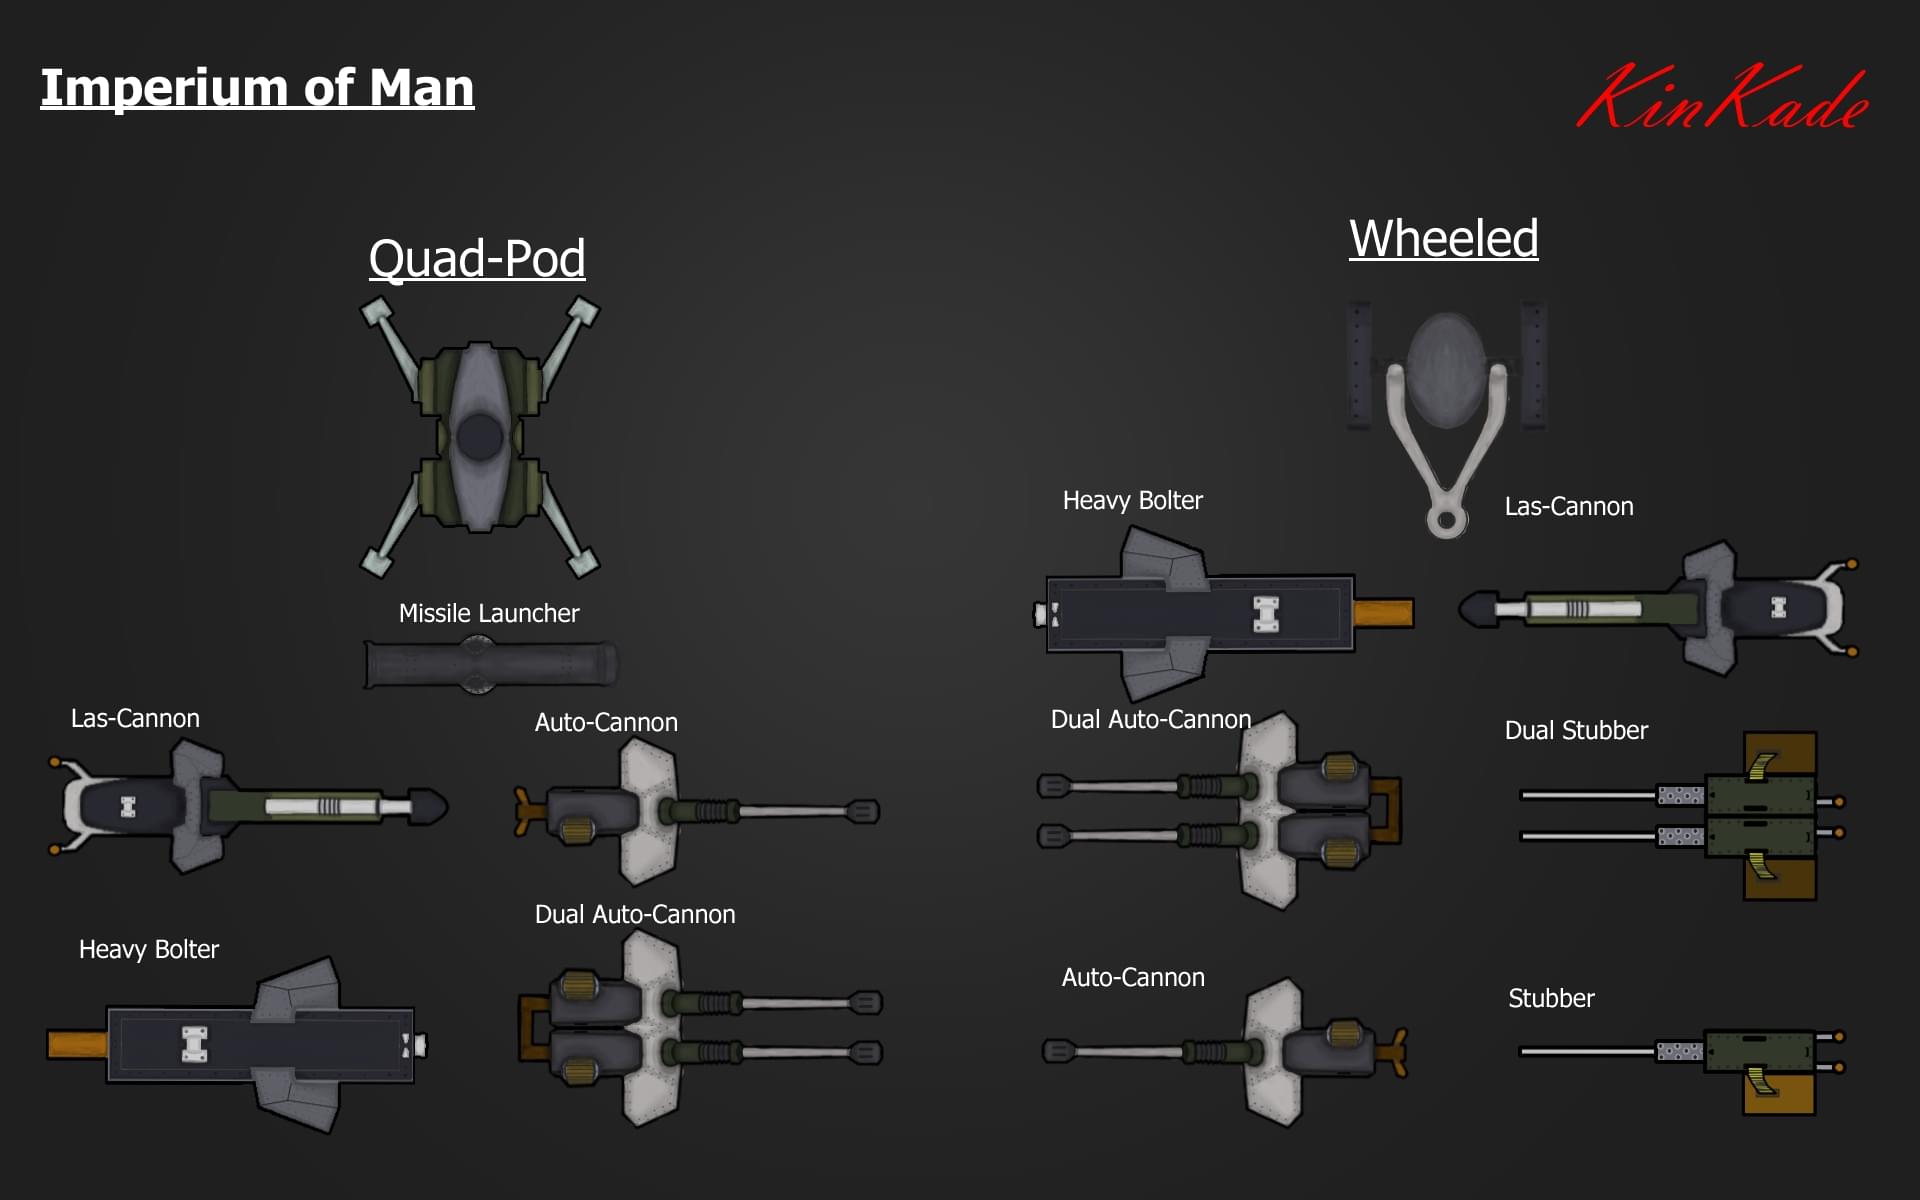 Imperium of Man
KinKade
Quad-Pod
Missile Launcher
Las-Cannon
Auto-Cannon
Heavy Bolter
Dual Auto-Cannon
Wheeled
Heavy Bolter
Las-Cannon
Dual Auto-Cannon
Dual Stubber
Auto-Cannon
Stubber